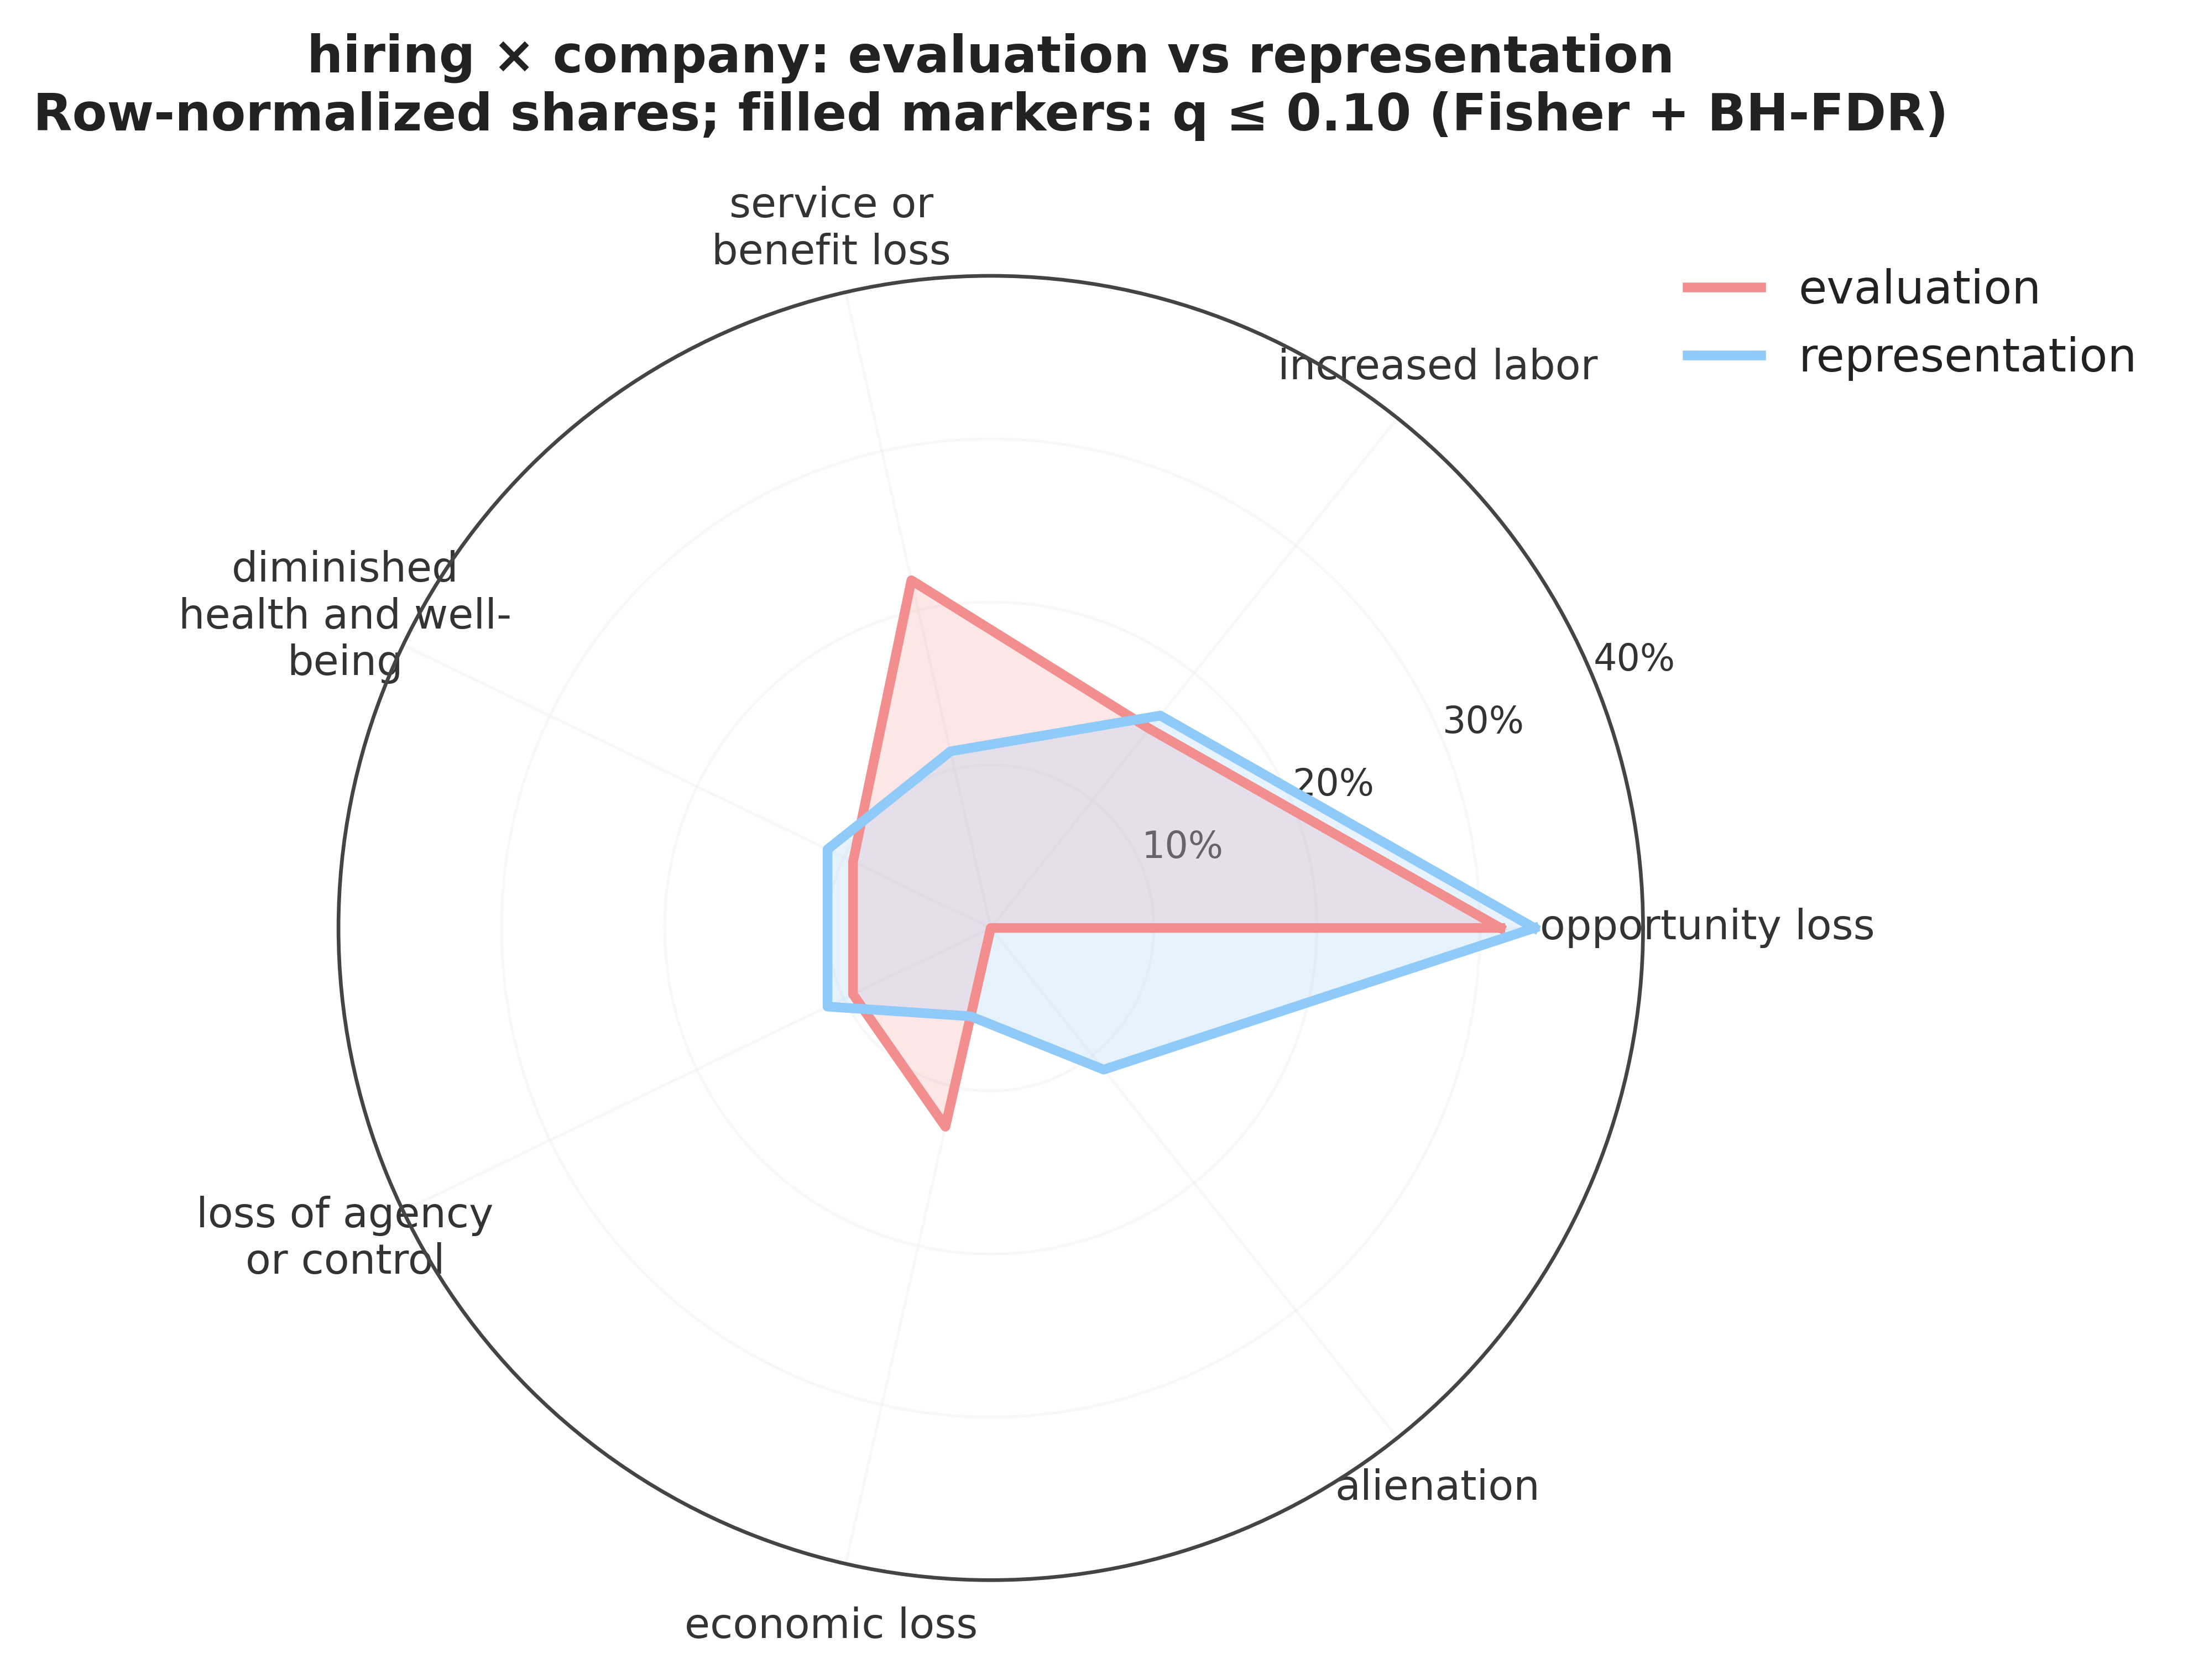 hiring × company: evaluation vs representation
Row-normalized shares; filled markers: q ≤ 0.10 (Fisher + BH-FDR)
service or
benefit loss
evaluation
representation
increased labor
diminished
health and well-
being
40%
30%
20%
10%
opportunity loss
loss of agency
or control
alienation
economic loss